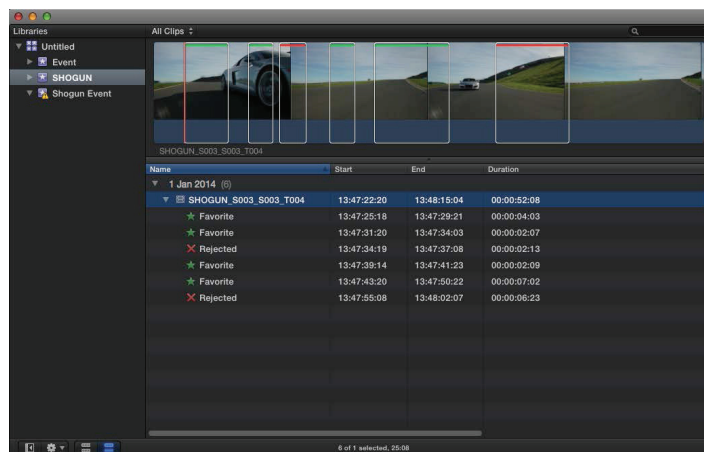 Libraries
All Clips
Untitled
Event
SHOGUN
Shogun Event
SHOGUN_S003_S003_T004
Name Start End Duration
1 Jan 2014 (6)
SHOGUN_S003_S003_T004 13:47:22:20 13:48:15:04 00:00:52:08
Favorite 13:47:25:18 13:47:29:21 00:00:04:03
Favorite 13:47:31:20 13:47:34:03 00:00:02:07
Rejected 13:47:34:19 13:47:37:08 00:00:02:13
Favorite 13:47:39:14 13:47:41:23 00:00:02:09
Favorite 13:47:43:20 13:47:50:22 00:00:07:02
Rejected 13:47:55:08 13:48:02:07 00:00:06:23
6 of 1 selected, 25:08